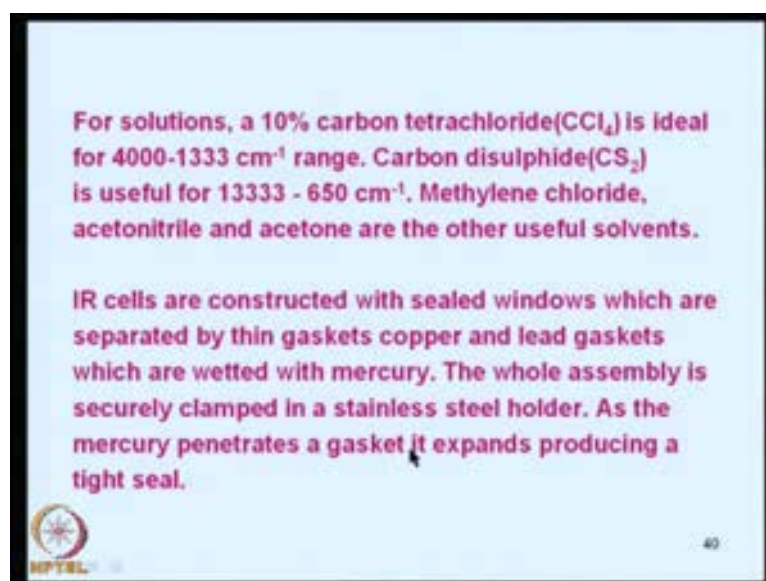 For solutions, a 10% carbon tetrachloride(CCl₄) is ideal
for 4000-1333 cm⁻¹ range. Carbon disulphide(CS₂)
is useful for 13333 - 650 cm⁻¹. Methylene chloride,
acetonitrile and acetone are the other useful solvents.
IR cells are constructed with sealed windows which are
separated by thin gaskets copper and lead gaskets
which are wetted with mercury. The whole assembly is
securely clamped in a stainless steel holder. As the
mercury penetrates a gasket it expands producing a
tight seal.
40
NPTEL